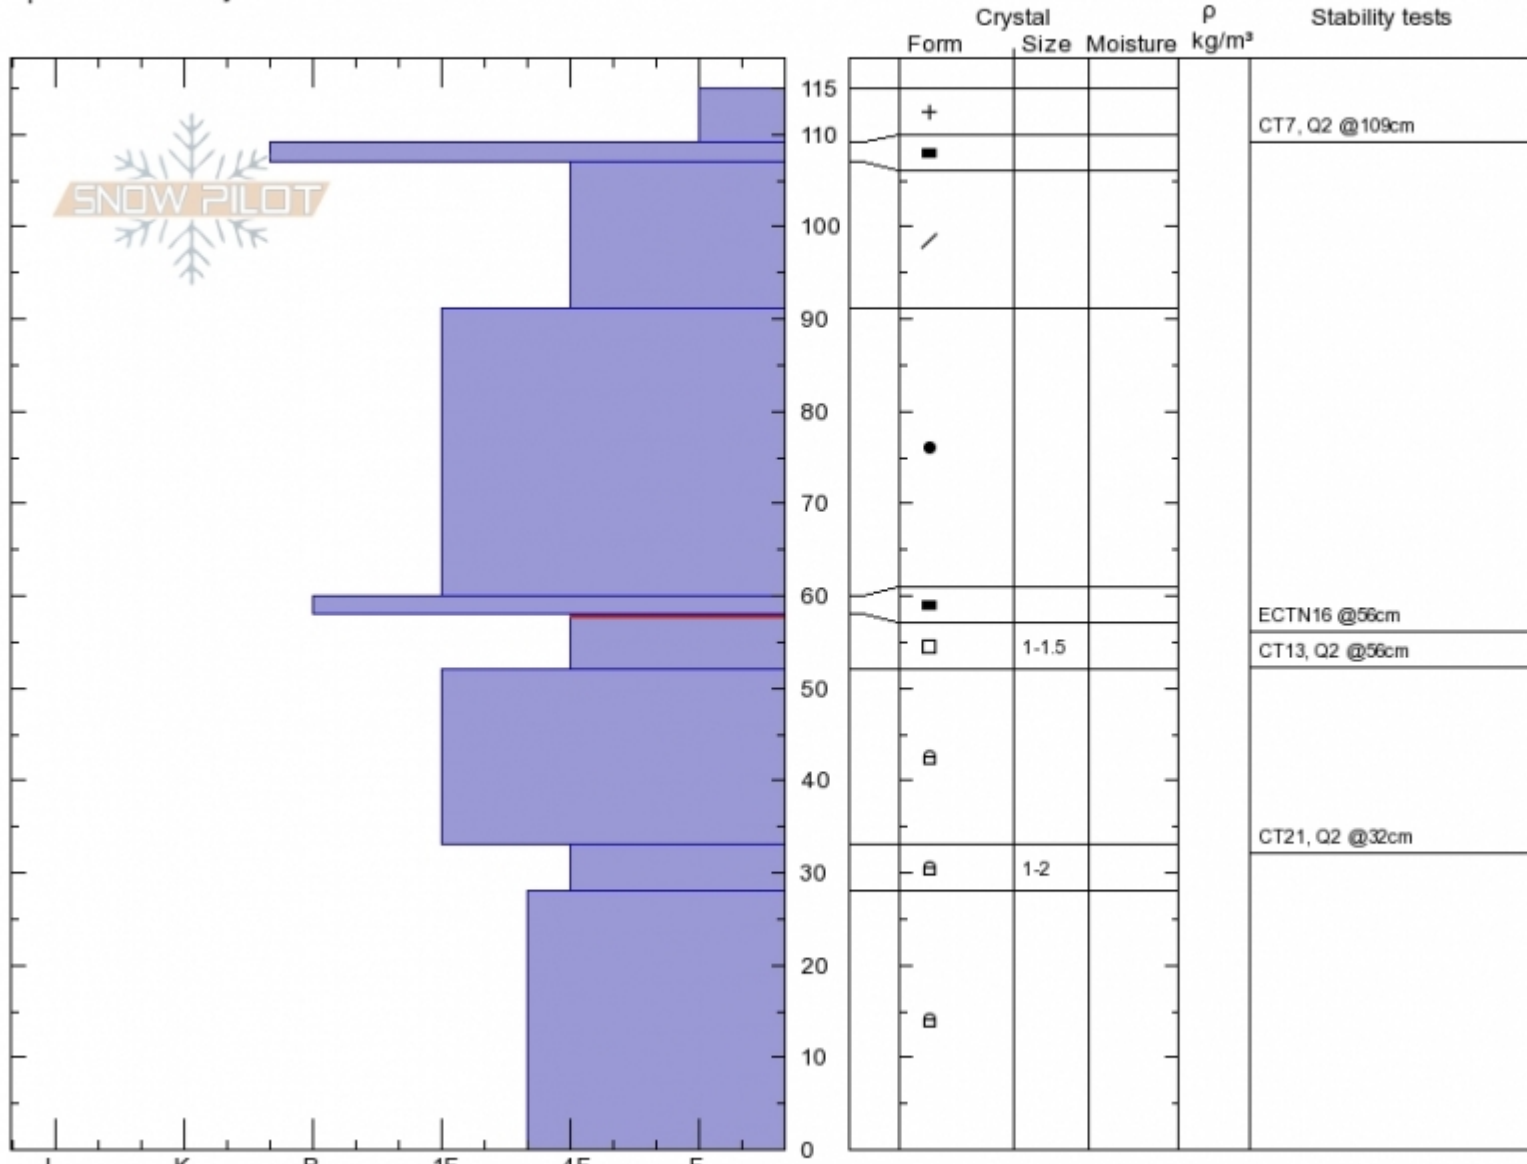 Crystal
ρ
Stability tests
Form Size Moisture kg/m³
115
110
CT7, Q2 @109cm
SNOW PILOT
100
90
80
70
60
ECTN16 @56cm
1-1.5
CT13, Q2 @56cm
50
40
CT21, Q2 @32cm
30
1-2
20
10
0